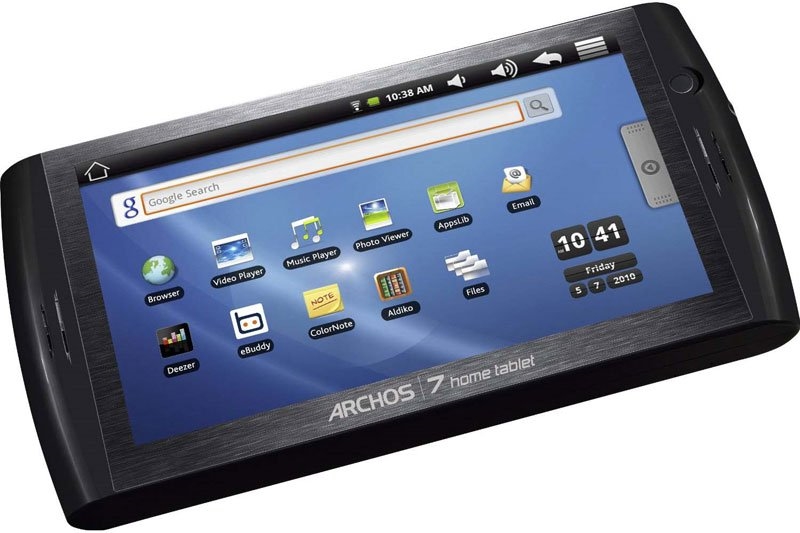 10:38 AM
g Google Search
Browser
Video Player
Music Player
Photo Viewer
AppsLib
Email
Deezer
eBuddy
NOTE
ColorNote
Aldiko
Files
10 41
Friday
5 7 2010
ARCHOS 7 home tablet